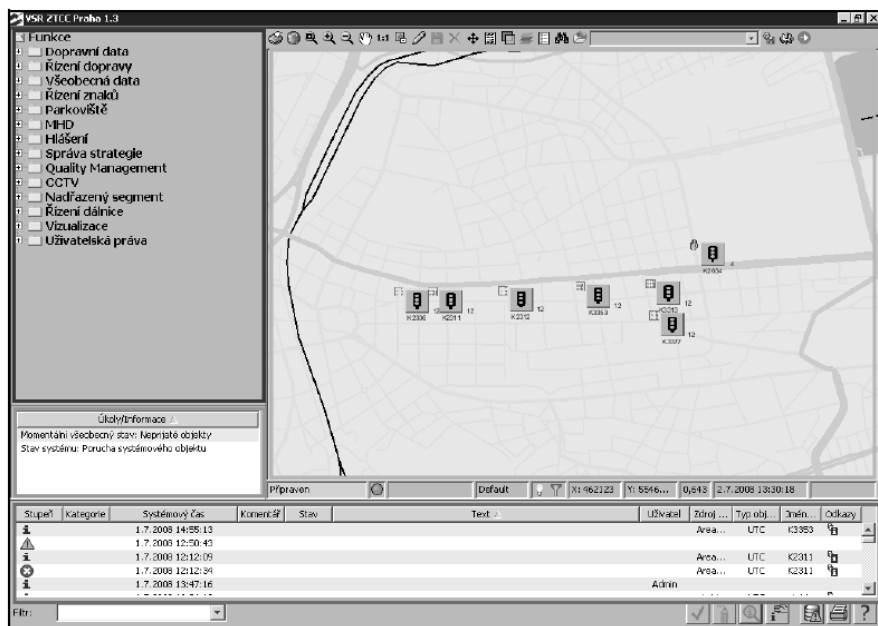 VSR ZTCC Praha 1.3
Funkce
Dopravní data
Řízení dopravy
Všeobecná data
Řízení znaků
Parkoviště
MHD
Hlášení
Správa strategie
Quality Management
CCTV
Nadřazený segment
Řízení dálnice
Vizualizace
Uživatelská práva
1:1
K2034 4
K2311 12
K2312 12
K3353 12
K3313 12
12
Úkoly/Informace
Momentální všeobecný stav: Nepřijaté objekty
Stav systému: Porucha systémového objektu
Připraven Default X: 462123 Y: 5546... 0,643 2.7.2008 13:30:18
Stupeň Kategorie Systémový čas Komentář Stav Text Uživatel Zdroj ... Typ obj... Jmén... Odkazy
1.7.2008 14:55:13 Area... UTC K3353
1.7.2008 12:50:43
1.7.2008 12:12:09 Area... UTC K2311
1.7.2008 12:12:34 Area... UTC K2311
1.7.2008 13:47:16 Admin
Filtr: